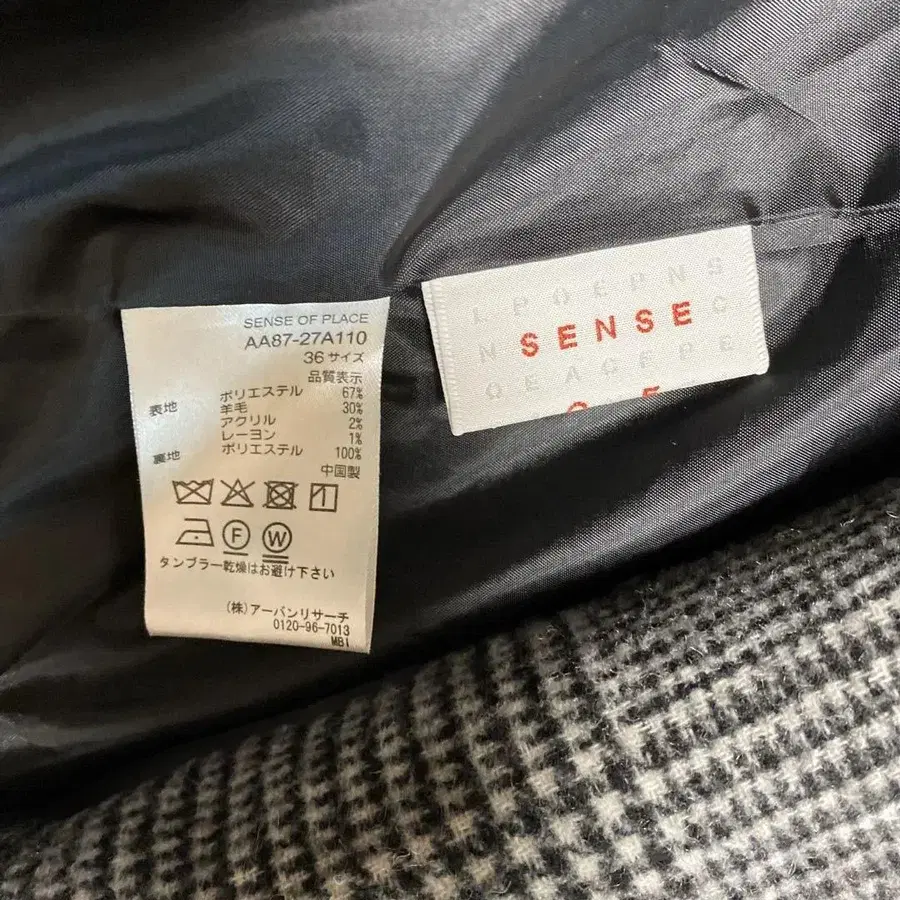 SENSE OF PLACE
AA87-27A110
36 サイズ
品質表示
表地 ポリエステル 67%
羊毛 30%
アクリル 2%
レーヨン 1%
裏地 ポリエステル 100%
中国製
F W
タンブラー乾燥はお避け下さい
(株) アーバンリサーチ
0120-96-7013
MB1
LPOEPNS
SENSE
OEAGEPE